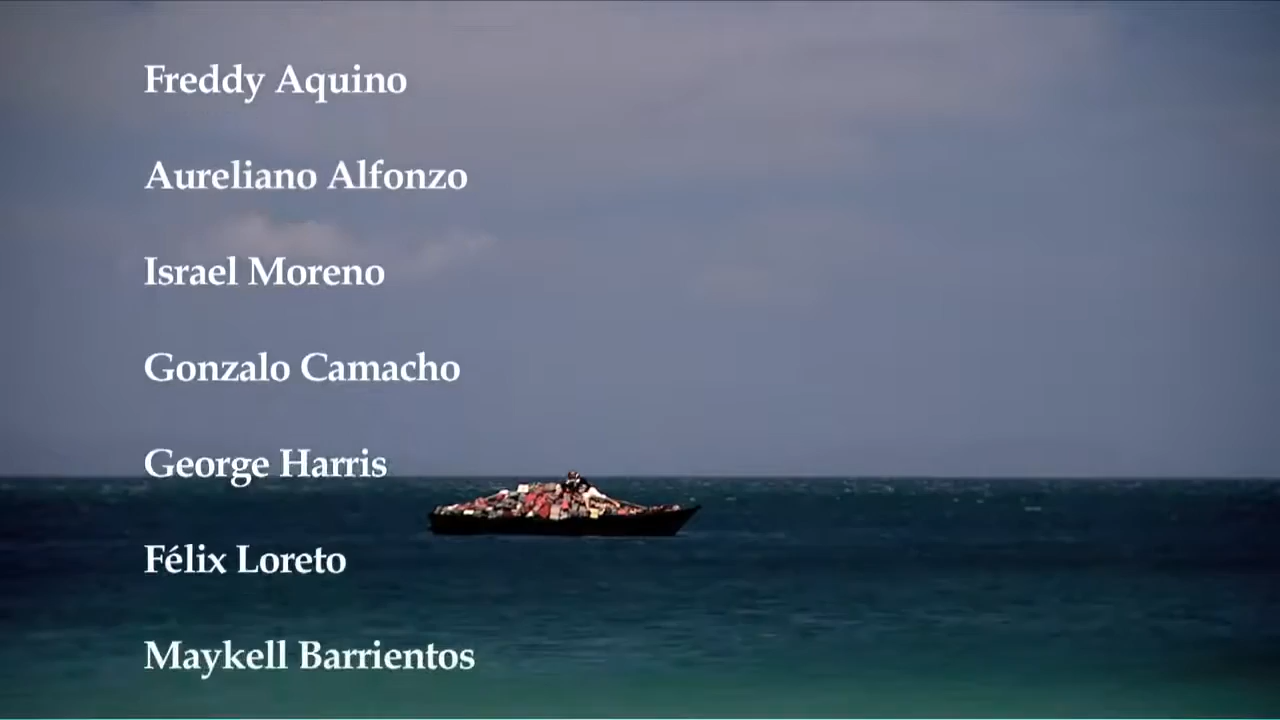 Freddy Aquino
Aureliano Alfonzo
Israel Moreno
Gonzalo Camacho
George Harris
Félix Loreto
Maykell Barrientos